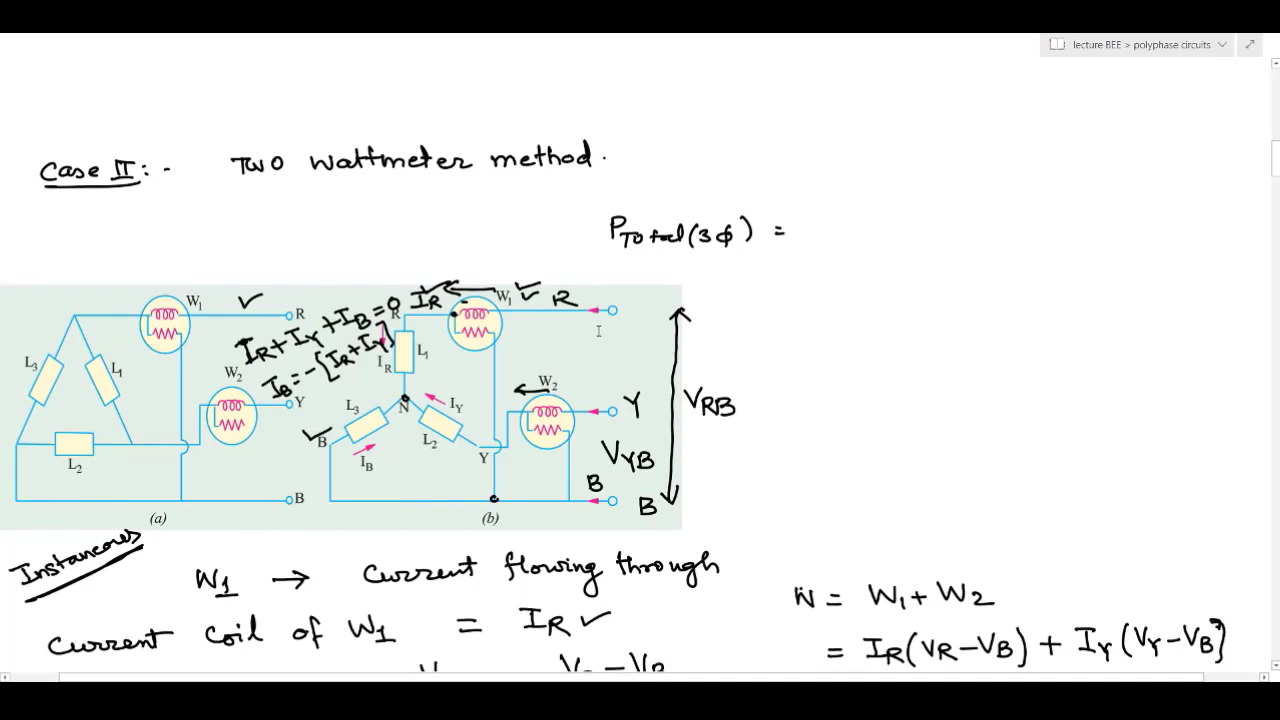 lecture BEE > polyphase circuits
Case II :- Two wattmeter method.
PTotal(3φ) =
W1 R
W2 Y
L3 L1
L2
B
(a)
IR+IY+IB=0
IB=-[IR+IY]
R IR W1 R
IR L1
W2
N IY Y
L3 L2 VRB
B Y VYB
IB B
B
(b)
Instaneous
W1 → Current flowing through
Current coil of W1 = IR
W = W1 + W2
= IR(VR-VB) + IY(VY-VB)